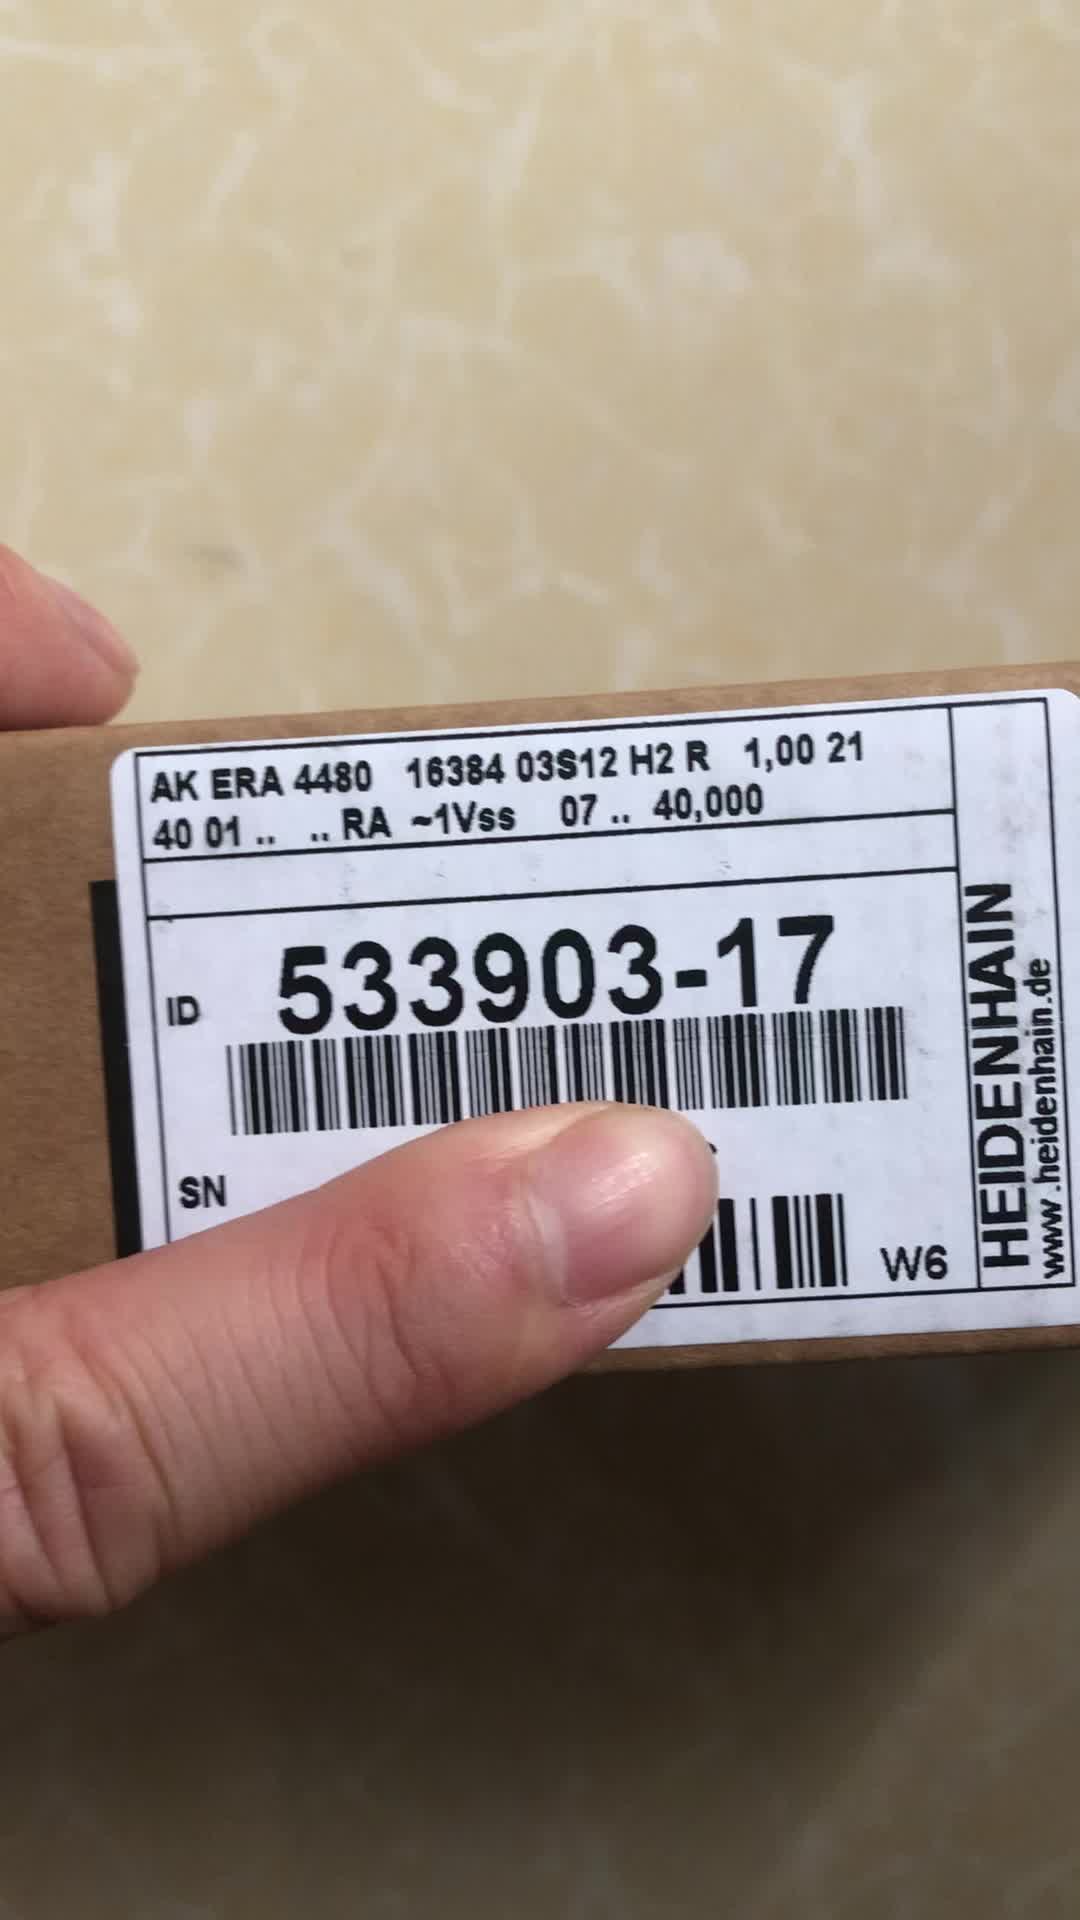 AK ERA 4480 16384 03S12 H2 R 1,00 21
40 01 .. .. RA ~1Vss 07 .. 40,000
ID 533903-17
SN
W6
HEIDENHAIN
www.heidenhain.de